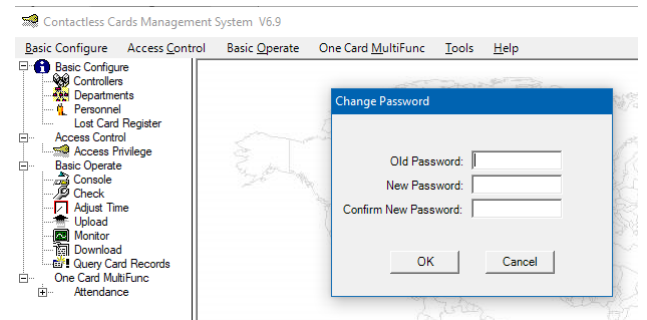 Contactless Cards Management System V6.9
Basic Configure Access Control Basic Operate One Card MultiFunc Tools Help
Basic Configure
Controllers
Departments
Personnel
Lost Card Register
Access Control
Access Privilege
Basic Operate
Console
Check
Adjust Time
Upload
Monitor
Download
Query Card Records
One Card MultiFunc
Attendance
Change Password
Old Password:
New Password:
Confirm New Password:
OK Cancel